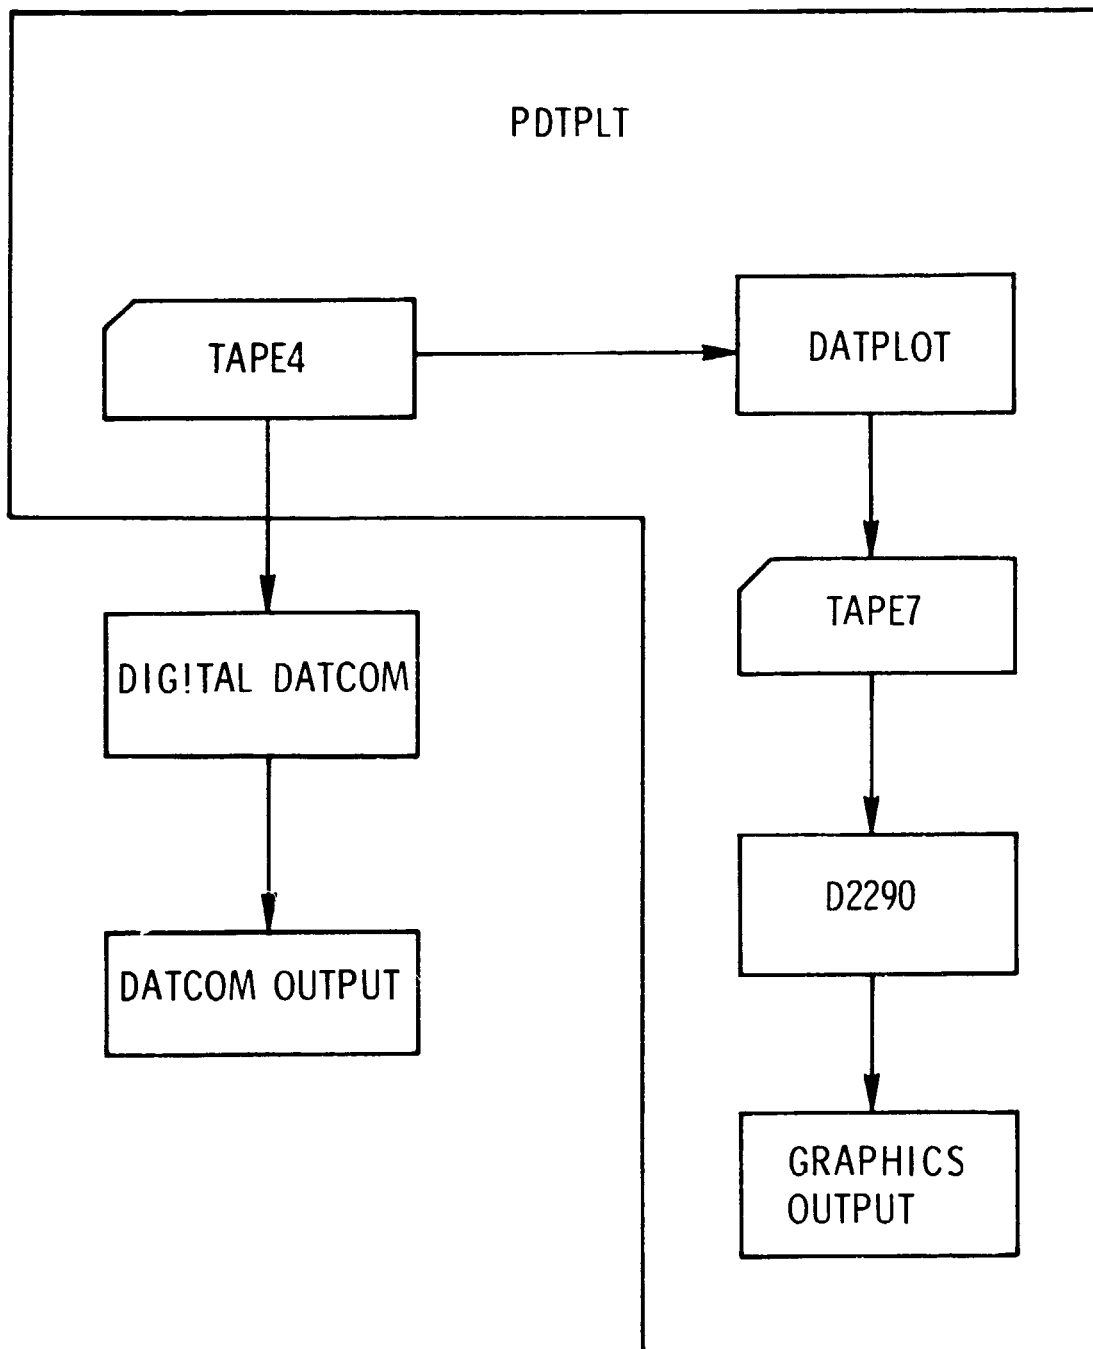 PDTPLT
TAPE4
DATPLOT
TAPE7
DIG!TAL DATCOM
D2290
DATCOM OUTPUT
GRAPHICS
OUTPUT